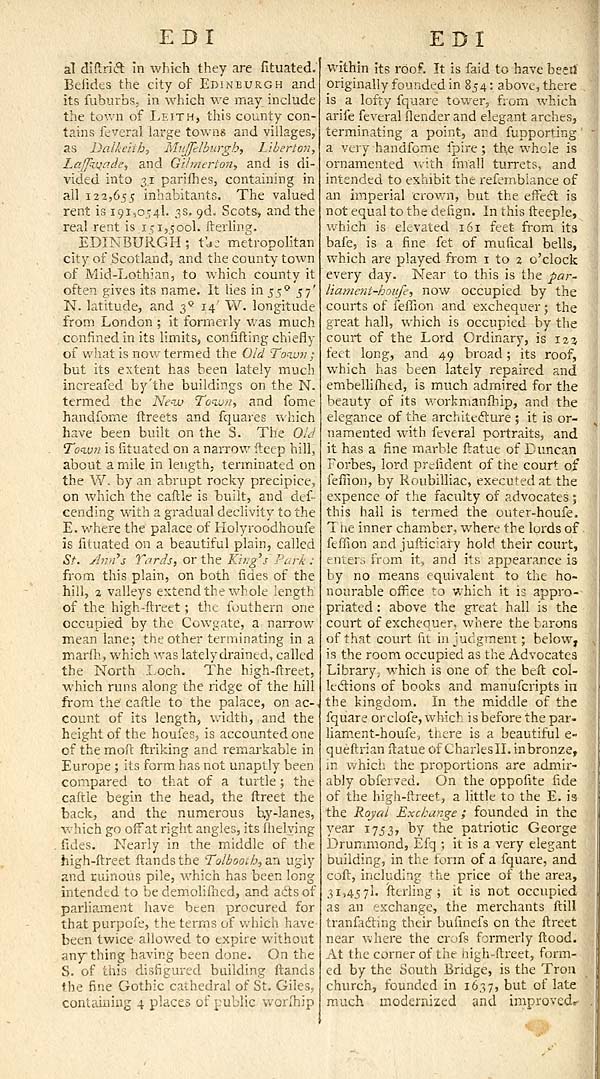 EDI
al diſtrict in which they are ſituated.
Beſides the city of EDINBURGH and
its ſuburbs, in which we may include
the town of LEITH, this county con-
tains ſeveral large towns and villages,
as Dalkeith, Muſſelburgh, Liberton,
Laſſwade, and Gilmerton, and is di-
vided into 31 pariſhes, containing in
all 122,655 inhabitants. The valued
rent is 191,054l. 3s. 9d. Scots, and the
real rent is 151,500l. ſterling.
EDINBURGH; the metropolitan
city of Scotland, and the county town
of Mid-Lothian, to which county it
often gives its name. It lies in 55° 57′
N. latitude, and 3° 14′ W. longitude
from London; it formerly was much
confined in its limits, conſiſting chiefly
of what is now termed the Old Town;
but its extent has been lately much
increaſed by the buildings on the N.
termed the New Town, and ſome
handſome ſtreets and ſquares which
have been built on the S. The Old
Town is ſituated on a narrow ſteep hill,
about a mile in length, terminated on
the W. by an abrupt rocky precipice,
on which the caſtle is built, and deſ-
cending with a gradual declivity to the
E. where the palace of Holyroodhouſe
is ſituated on a beautiful plain, called
St. Ann's Yards, or the King's Park:
from this plain, on both ſides of the
hill, 2 valleys extend the whole length
of the high-ſtreet; the ſouthern one
occupied by the Cowgate, a narrow
mean lane; the other terminating in a
marſh, which was lately drained, called
the North Loch. The high-ſtreet,
which runs along the ridge of the hill
from the caſtle to the palace, on ac-
count of its length, width, and the
height of the houſes, is accounted one
of the moſt ſtriking and remarkable in
Europe; its form has not unaptly been
compared to that of a turtle; the
caſtle begin the head, the ſtreet the
back, and the numerous by-lanes,
which go off at right angles, its ſhelving
ſides. Nearly in the middle of the
high-ſtreet ſtands the Tolbooth, an ugly
and ruinous pile, which has been long
intended to be demoliſhed, and acts of
parliament have been procured for
that purpoſe, the terms of which have
been twice allowed to expire without
any thing having been done. On the
S. of this disfigured building ſtands
the fine Gothic cathedral of St. Giles,
containing 4 places of public worſhip
EDI
within its roof. It is ſaid to have been
originally founded in 854: above, there
is a lofty ſquare tower, from which
ariſe ſeveral ſlender and elegant arches,
terminating a point, and ſupporting
a very handſome ſpire; the whole is
ornamented with ſmall turrets, and
intended to exhibit the reſemblance of
an imperial crown, but the effect is
not equal to the deſign. In this ſteeple,
which is elevated 161 feet from its
baſe, is a fine ſet of muſical bells,
which are played from 1 to 2 o'clock
every day. Near to this is the par-
liament-houſe, now occupied by the
courts of ſeſſion and exchequer; the
great hall, which is occupied by the
court of the Lord Ordinary, is 123
feet long, and 49 broad; its roof,
which has been lately repaired and
embelliſhed, is much admired for the
beauty of its workmanſhip, and the
elegance of the architecture; it is or-
namented with ſeveral portraits, and
it has a fine marble ſtatue of Duncan
Forbes, lord preſident of the court of
ſeſſion, by Roubilliac, executed at the
expence of the faculty of advocates;
this hall is termed the outer-houſe.
The inner chamber, where the lords of
ſeſſion and juſticiary hold their court,
enters from it, and its appearance is
by no means equivalent to the ho-
nourable office to which it is appro-
priated: above the great hall is the
court of exchequer, where the barons
of that court ſit in judgment; below,
is the room occupied as the Advocates
Library, which is one of the beſt col-
lections of books and manuſcripts in
the kingdom. In the middle of the
ſquare or cloſe, which is before the par-
liament-houſe, there is a beautiful e-
queſtrian ſtatue of Charles II. in bronze,
in which the proportions are admir-
ably obſerved. On the oppoſite ſide
of the high-ſtreet, a little to the E. is
the Royal Exchange; founded in the
year 1753, by the patriotic George
Drummond, Eſq; it is a very elegant
building, in the form of a ſquare, and
coſt, including the price of the area,
31,457l. ſterling; it is not occupied
as an exchange, the merchants ſtill
tranſacting their buſineſs on the ſtreet
near where the croſs formerly ſtood.
At the corner of the high-ſtreet, form-
ed by the South Bridge, is the Tron
church, founded in 1637, but of late
much modernized and improved.